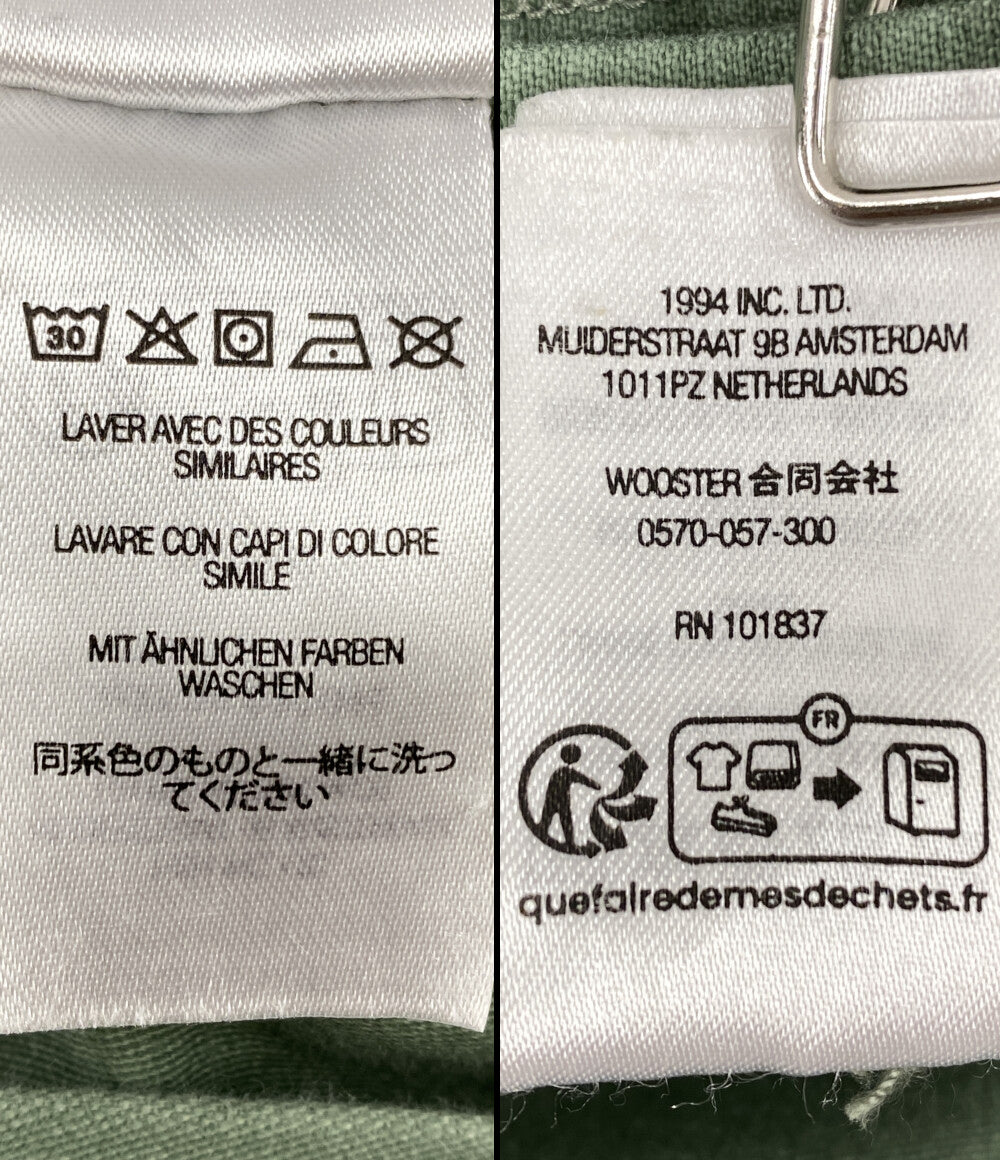 30
LAVER AVEC DES COULEURS
SIMILAIRES
LAVARE CON CAPI DI COLORE
SIMILE
MIT ÄHNLICHEN FARBEN
WASCHEN
同系色のものと一緒に洗っ
てください
1994 INC. LTD.
MUIDERSTRAAT 9B AMSTERDAM
1011PZ NETHERLANDS
WOOSTER 合同会社
0570-057-300
RN 101837
FR
quefairedemesdechets.fr